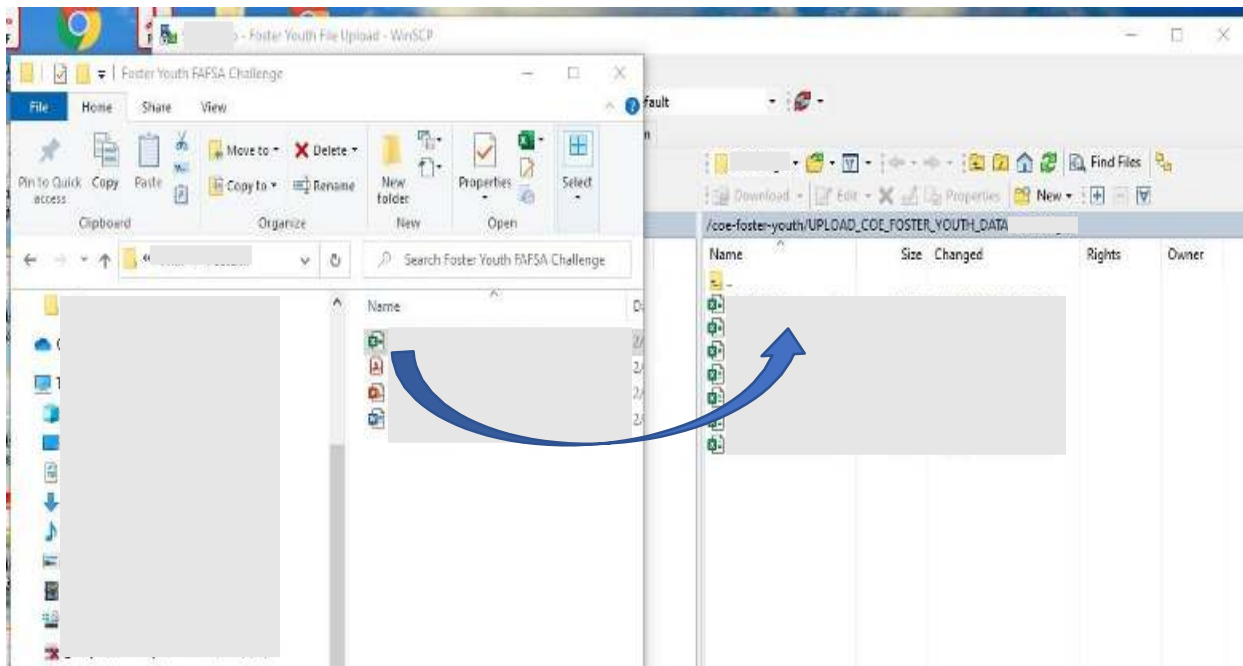 - Foster Youth File Upload - WinSCP
Foster Youth FAFSA Challenge
File Home Share View
Pin to Quick access
Copy
Paste
Move to
Copy to
Delete
Rename
New folder
Properties
Select
Clipboard
Organize
New
Open
Search Foster Youth FAFSA Challenge
Name
fault
Find Files
Download
Edit
Properties
New
/coe-foster-youth/UPLOAD_COE_FOSTER_YOUTH_DATA
Name Size Changed Rights Owner